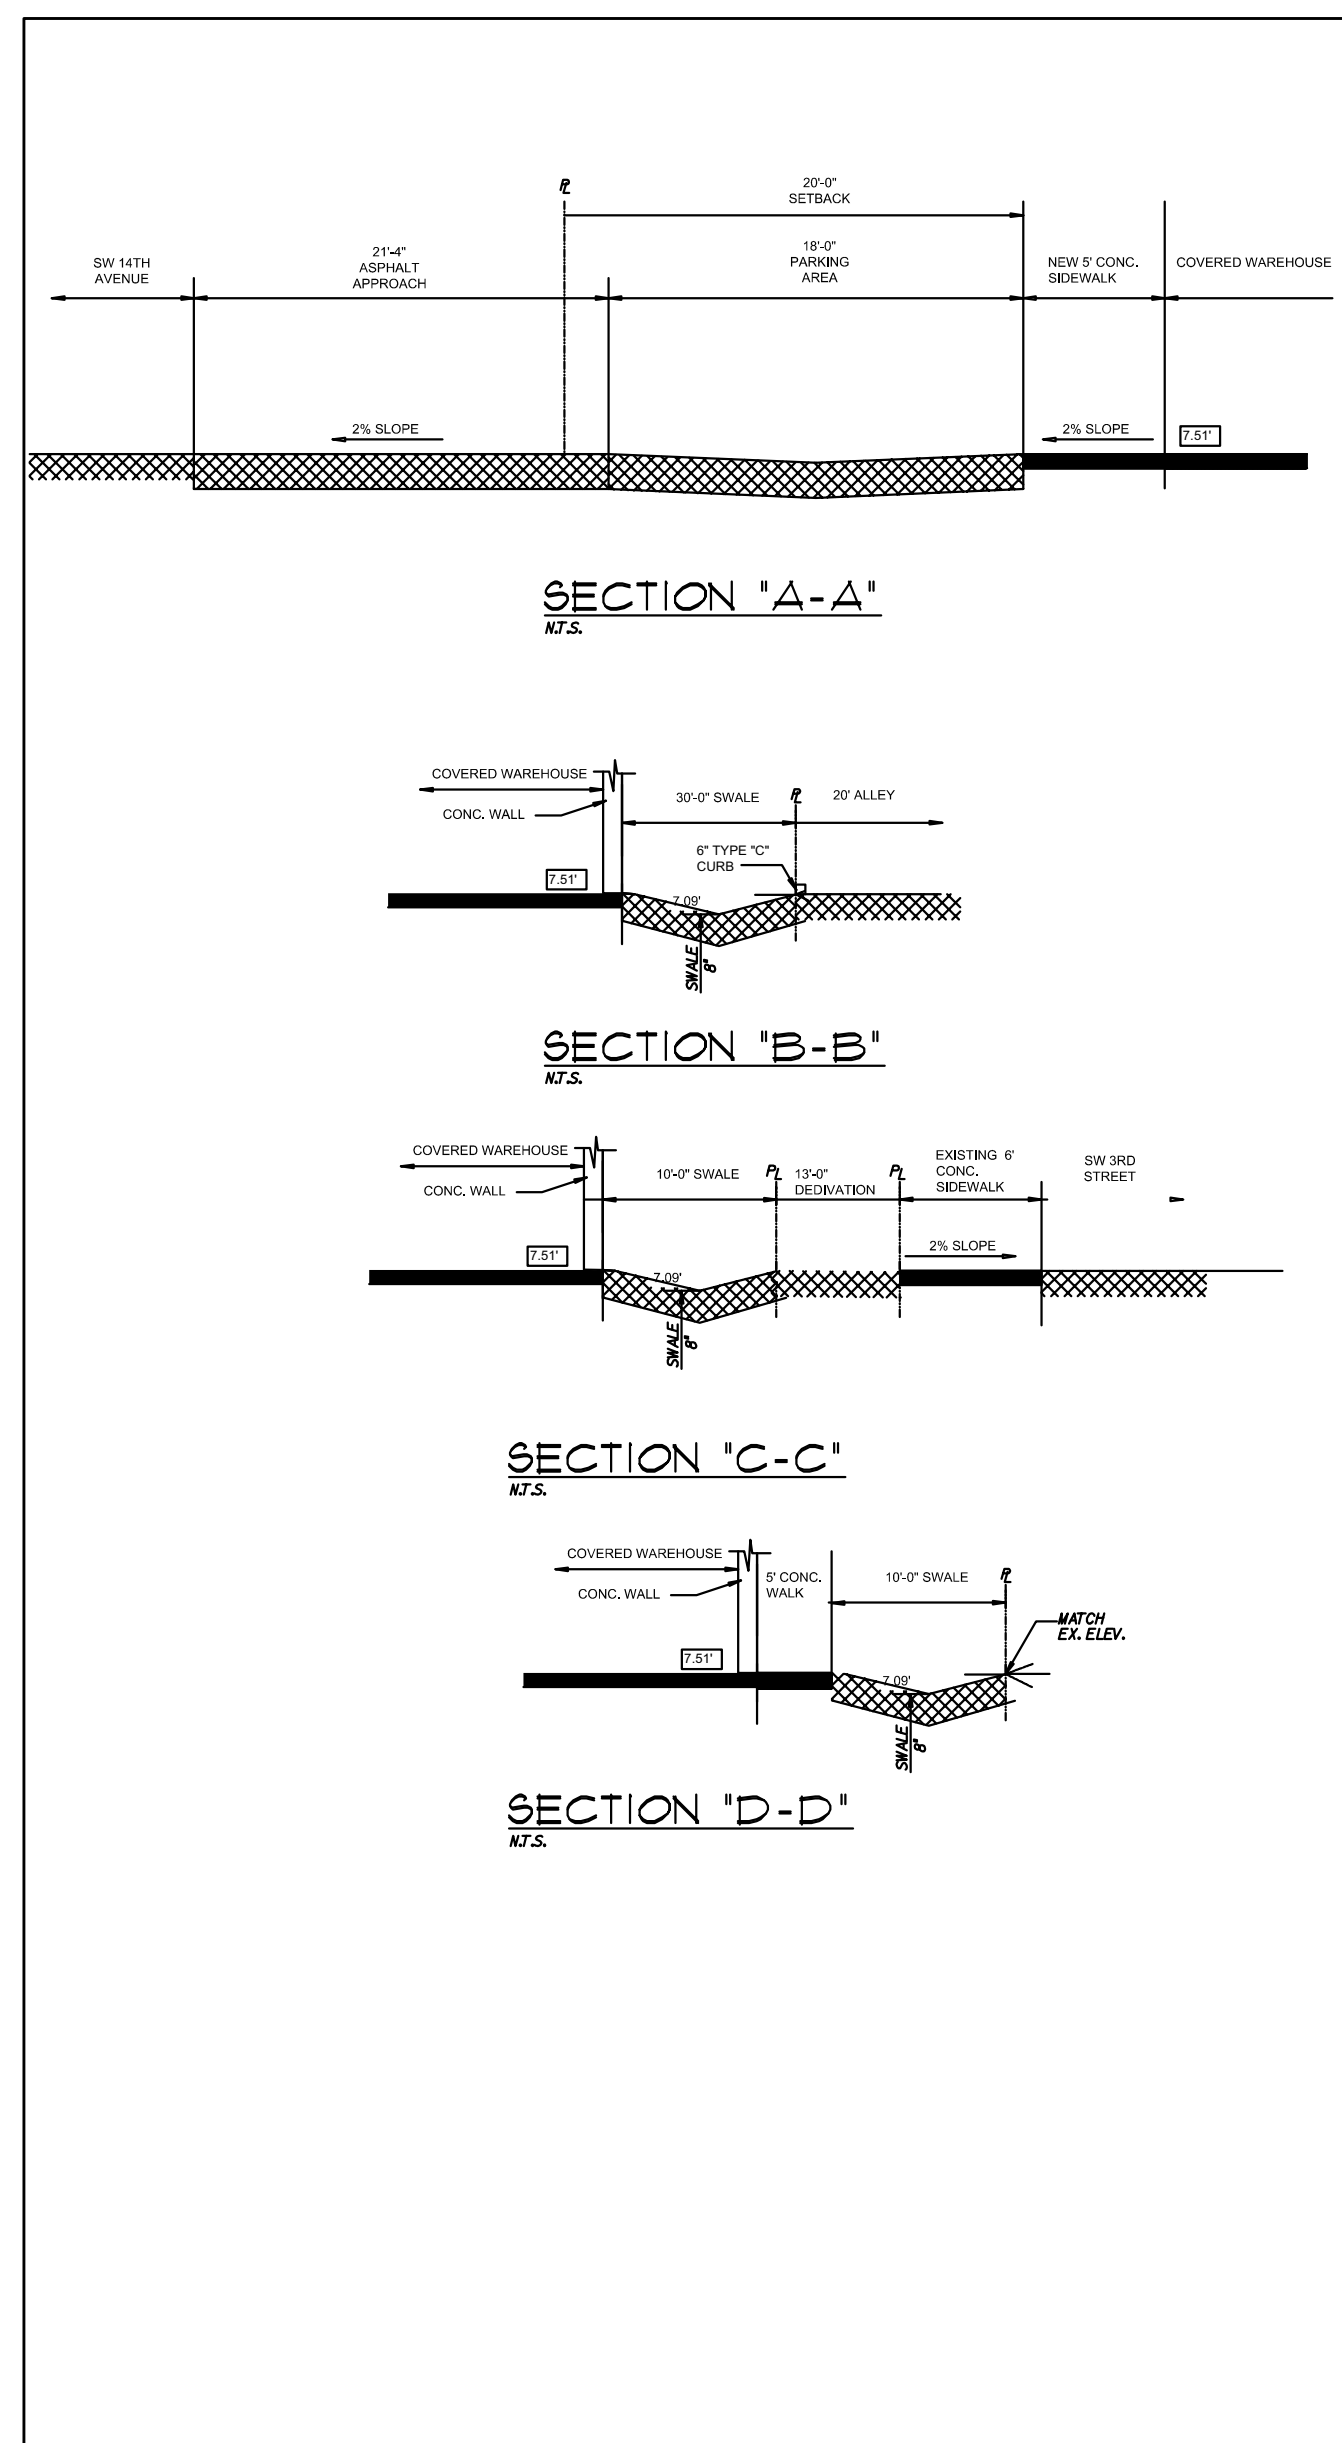 20'-0"
SETBACK
SW 14TH
AVENUE
21'-4"
ASPHALT
APPROACH
18'-0"
PARKING
AREA
NEW 5' CONC.
SIDEWALK
COVERED WAREHOUSE
PL
2% SLOPE
2% SLOPE
7.51'
SECTION "A-A"
N.T.S.
COVERED WAREHOUSE
CONC. WALL
30'-0" SWALE
PL
20' ALLEY
6" TYPE "C"
CURB
7.51'
7.09'
SWALE
8"
SECTION "B-B"
N.T.S.
COVERED WAREHOUSE
CONC. WALL
10'-0" SWALE
PL
13'-0"
DEDIVATION
PL
EXISTING 6'
CONC.
SIDEWALK
SW 3RD
STREET
2% SLOPE
7.51'
7.09'
SWALE
8"
SECTION "C-C"
N.T.S.
COVERED WAREHOUSE
CONC. WALL
5' CONC.
WALK
10'-0" SWALE
PL
MATCH
EX. ELEV.
7.51'
7.09'
SWALE
8"
SECTION "D-D"
N.T.S.